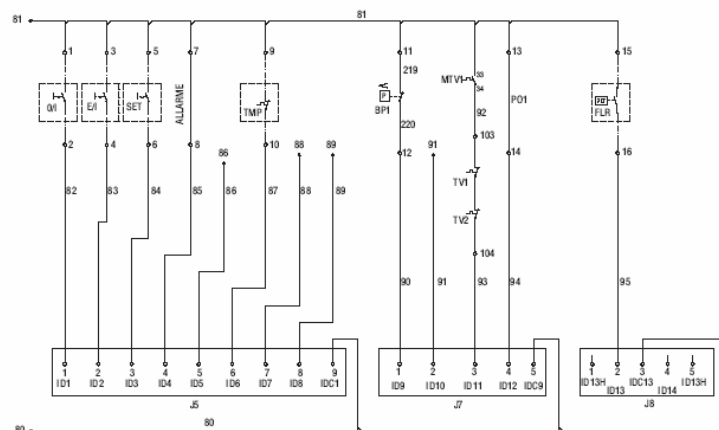 81 81
1 3 5 7 9 11 13 15
219
MTV1 33
34
0/I E/I SET ALLARME TMP P BP1 92 PO1 FLR
220 103
2 4 6 8 86 10 88 89 12 91 14 16
TV1
82 83 84 85 86 87 88 89
TV2
104
90 91 93 94 95
1 2 3 4 5 6 7 8 9 1 2 3 4 5 1 2 3 4 5
ID1 ID2 ID3 ID4 ID5 ID6 ID7 ID8 IDC1 ID9 ID10 ID11 ID12 IDC9 ID13H IDC13 ID13H
ID13 ID14
J5 J7 J8
80 80